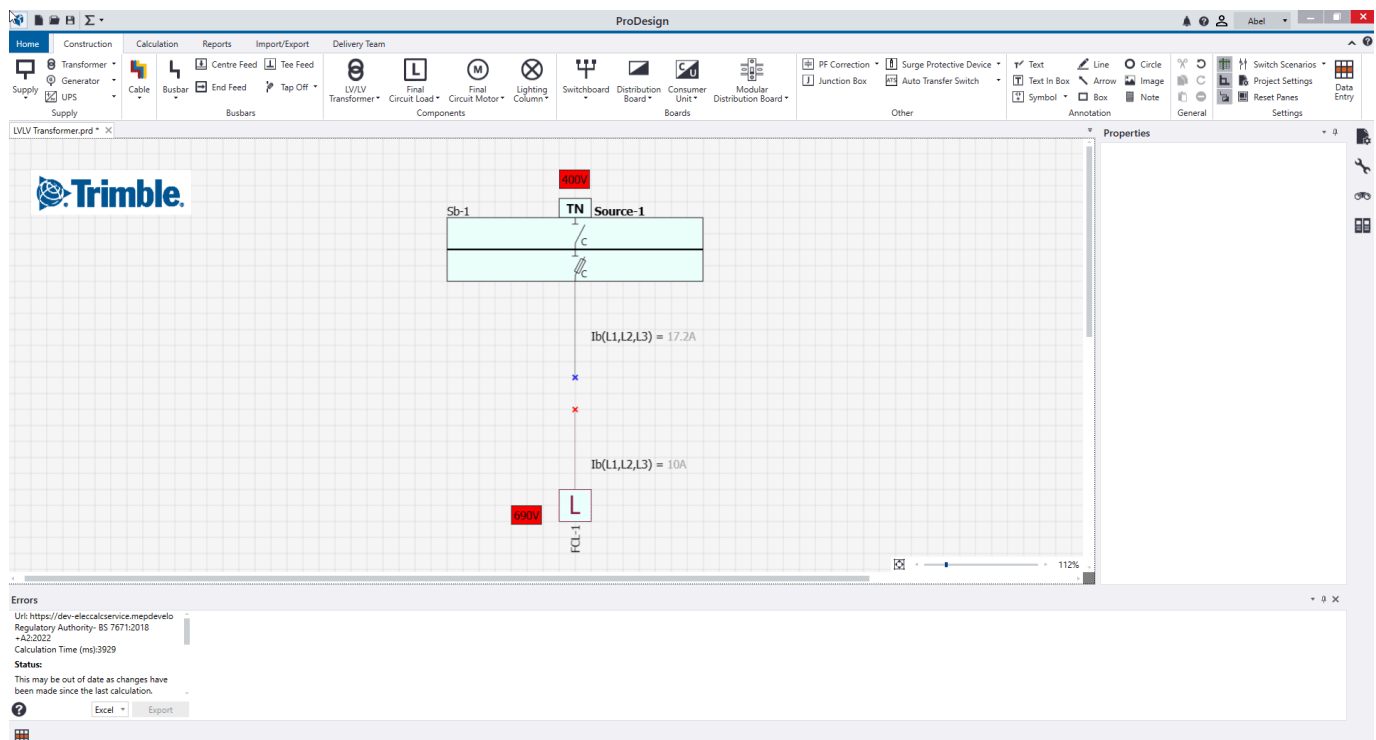 ProDesign
Abel
Home Construction Calculation Reports Import/Export Delivery Team
Supply
Transformer
Generator
UPS
Supply
Cable
Busbar
Centre Feed
Tee Feed
End Feed
Tap Off
Busbars
LV/LV Transformer
Final Circuit Load
Final Circuit Motor
Lighting Column
Components
Switchboard
Distribution Board
Consumer Unit
Modular Distribution Board
Boards
PF Correction
Surge Protective Device
Junction Box
Auto Transfer Switch
Other
Text
Line
Circle
Text In Box
Arrow
Image
Symbol
Box
Note
Annotation
General
Switch Scenarios
Project Settings
Reset Panes
Settings
Data Entry
LVLV Transformer.prd *
Properties
Trimble.
400V
Sb-1
TN
Source-1
C
C
Ib(L1,L2,L3) = 17.2A
Ib(L1,L2,L3) = 10A
L
690V
FCL-1
112%
Errors
Url: https://dev-eleccalcservice.mepdevelo
Regulatory Authority- BS 7671:2018
+A2:2022
Calculation Time (ms):3929
Status:
This may be out of date as changes have
been made since the last calculation.
Excel
Export